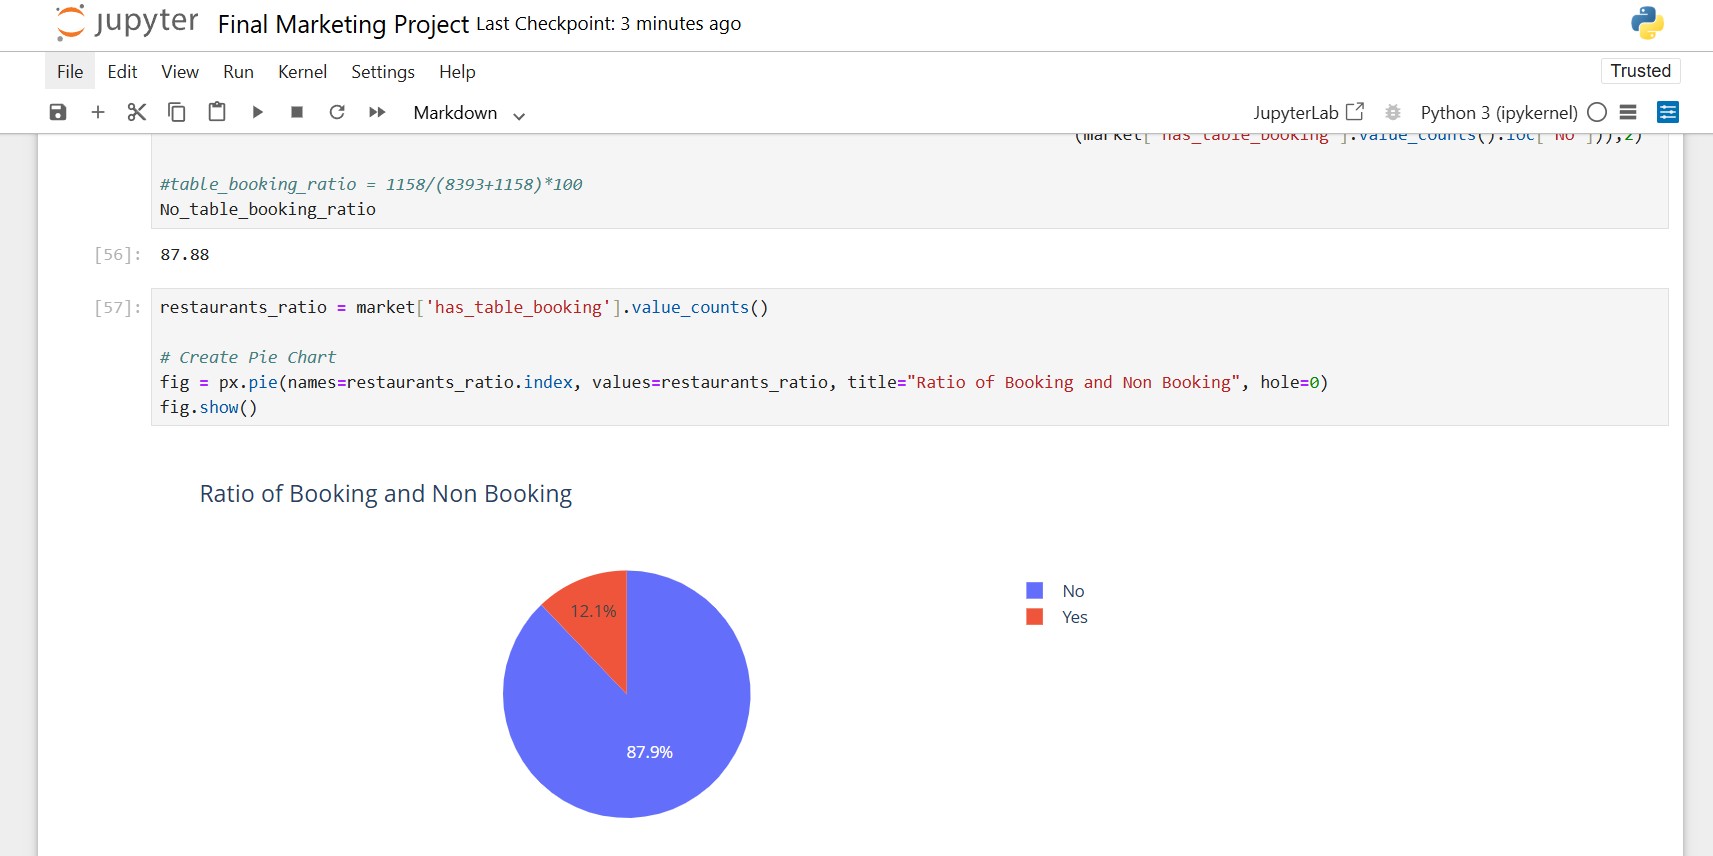 jupyter Final Marketing Project Last Checkpoint: 3 minutes ago
File Edit View Run Kernel Settings Help Trusted
Markdown JupyterLab Python 3 (ipykernel)
(market['has_table_booking'].value_counts().loc['No'])),2)
#table_booking_ratio = 1158/(8393+1158)*100
No_table_booking_ratio
[56]: 87.88
[57]: restaurants_ratio = market['has_table_booking'].value_counts()
# Create Pie Chart
fig = px.pie(names=restaurants_ratio.index, values=restaurants_ratio, title="Ratio of Booking and Non Booking", hole=0)
fig.show()
Ratio of Booking and Non Booking
No
Yes
12.1%
87.9%